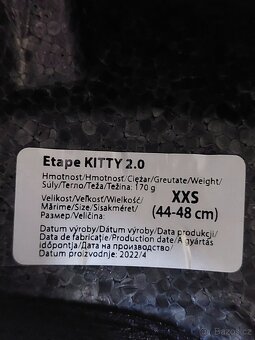 Etape KITTY 2.0
Hmotnost/Hmotnosť/Ciężar/Greutate/Weight/
Súly/Terno/Teža/Težina: 170 g
Velikost/Veľkosť/Wielkość/
Mărime/Size/Sisakméret/
Размер/Veličina:
XXS
(44-48 cm)
Datum výroby/Dátum výroby/Data produkcji/
Data de fabricație/Production date/A gyártás
időpontja/Дата на производство/
Datum proizvodnje: 2022/4